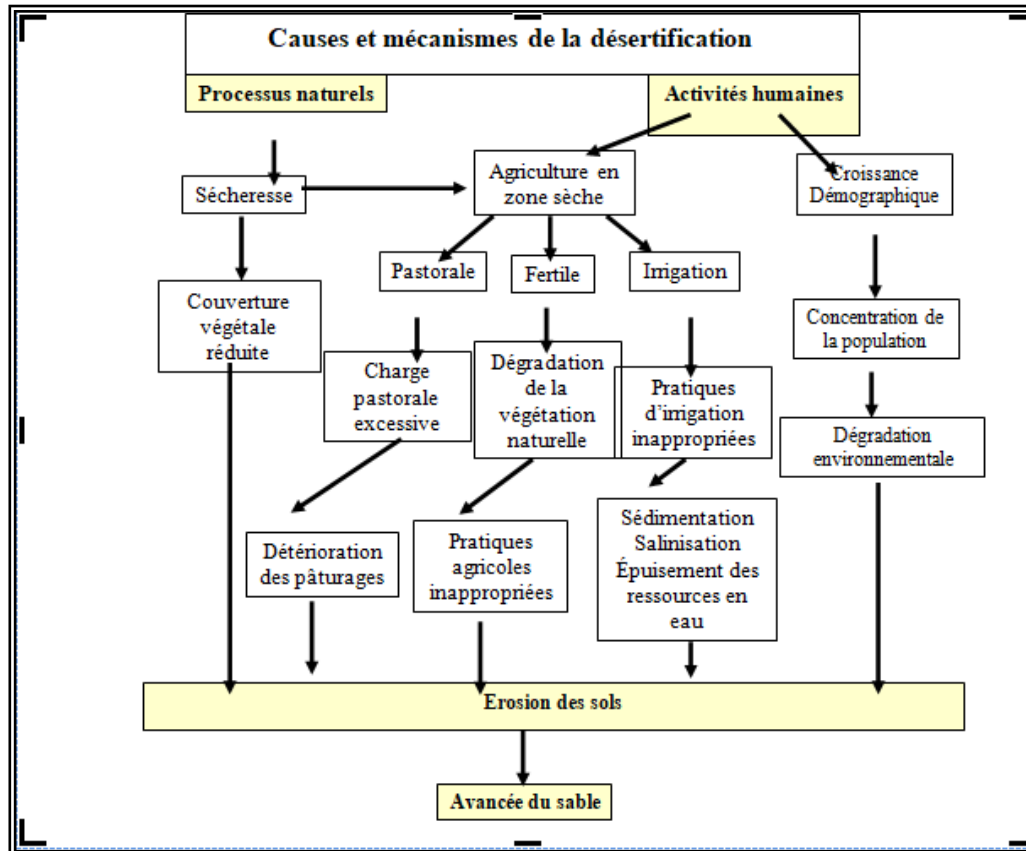 Causes et mécanismes de la désertification
Processus naturels
Activités humaines
Sécheresse
Agriculture en
zone sèche
Croissance
Démographique
Pastorale
Fertile
Irrigation
Couverture
végétale
réduite
Concentration de
la population
Charge
pastorale
excessive
Dégradation
de la
végétation
naturelle
Pratiques
d'irrigation
inappropriées
Dégradation
environnementale
Détérioration
des pâturages
Pratiques
agricoles
inappropriées
Sédimentation
Salinisation
Épuisement des
ressources en
eau
Erosion des sols
Avancée du sable